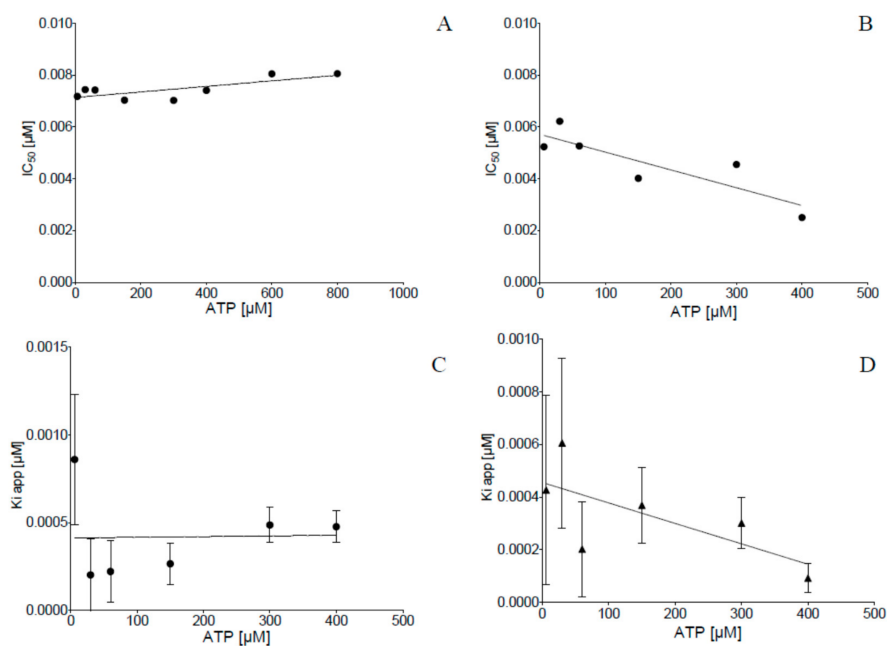 A
0.010
0.008
0.006
0.004
0.002
0.000
IC50 [µM]
0 200 400 600 800 1000
ATP [µM]
B
0.010
0.008
0.006
0.004
0.002
0.000
IC50 [µM]
0 100 200 300 400 500
ATP [µM]
C
0.0015
0.0010
0.0005
0.0000
Ki app [µM]
0 100 200 300 400 500
ATP [µM]
D
0.0010
0.0008
0.0006
0.0004
0.0002
0.0000
Ki app [µM]
0 100 200 300 400 500
ATP [µM]